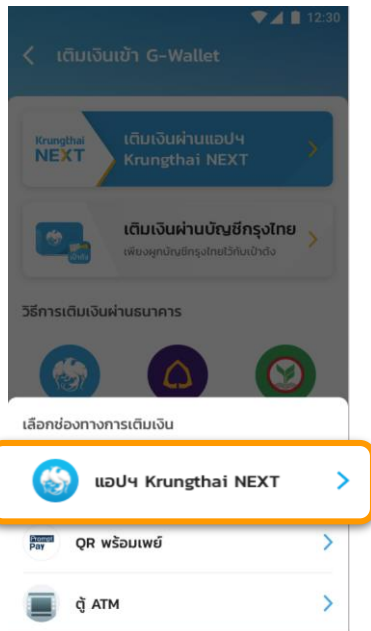 12:30
เติมเงินเข้า G-Wallet
Krungthai
NEXT
เติมเงินผ่านแอปฯ
Krungthai NEXT
เติมเงินผ่านบัญชีกรุงไทย
เพียงผูกบัญชีกรุงไทยไว้กับเป๋าตัง
เป๋าตัง
วิธีการเติมเงินผ่านธนาคาร
เลือกช่องทางการเติมเงิน
แอปฯ Krungthai NEXT
Prompt
Pay
QR พร้อมเพย์
ตู้ ATM